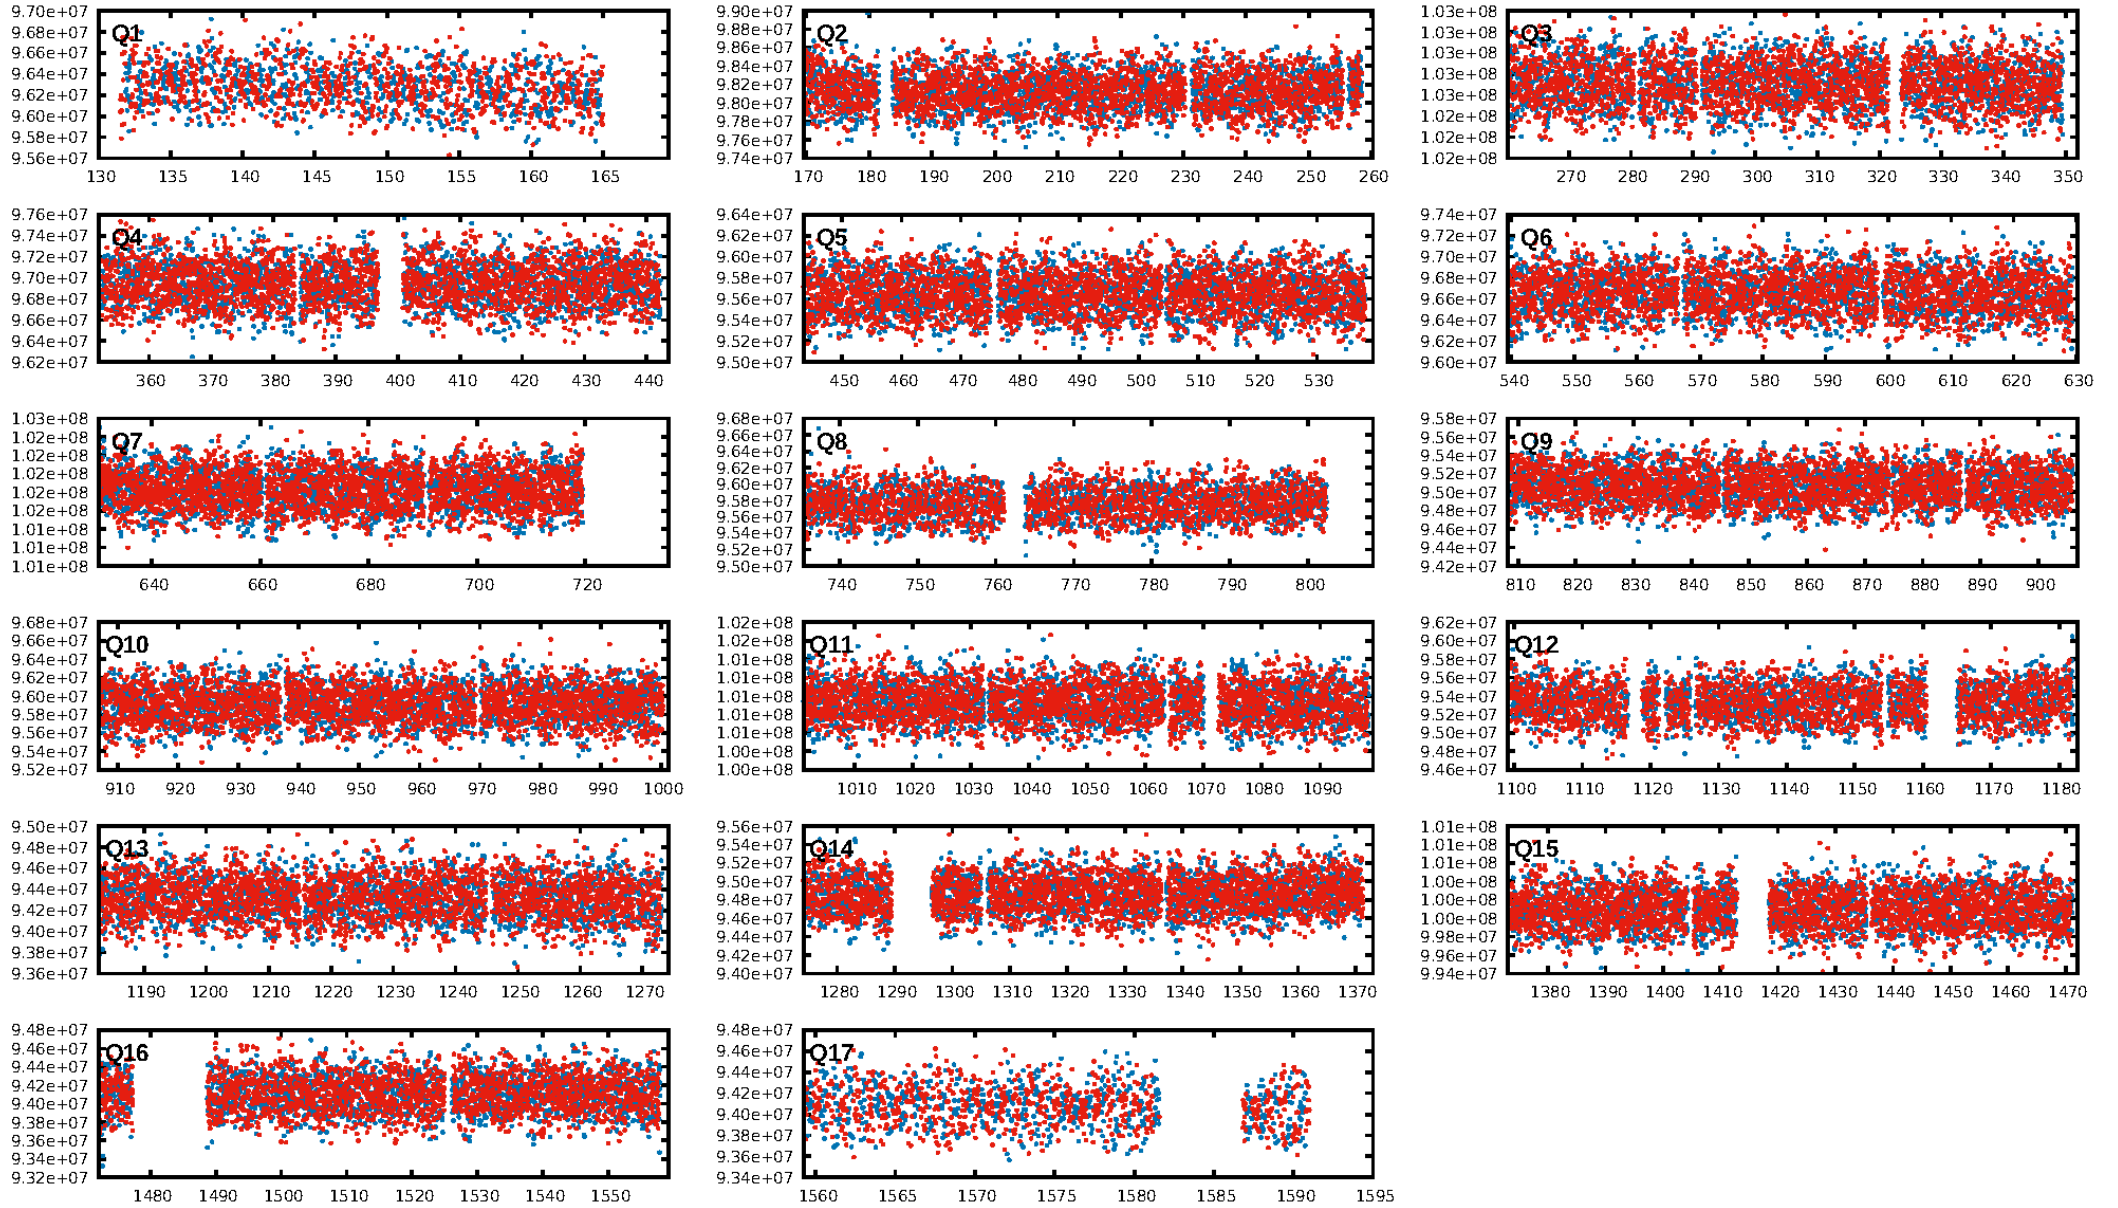 9.70e+07
9.68e+07
9.66e+07
9.64e+07
9.62e+07
9.60e+07
9.58e+07
9.56e+07
Q1
130 135 140 145 150 155 160 165
9.90e+07
9.88e+07
9.86e+07
9.84e+07
9.82e+07
9.80e+07
9.78e+07
9.76e+07
9.74e+07
Q2
170 180 190 200 210 220 230 240 250 260
1.03e+08
1.03e+08
1.03e+08
1.03e+08
1.03e+08
1.02e+08
1.02e+08
1.02e+08
Q3
270 280 290 300 310 320 330 340 350
9.76e+07
9.74e+07
9.72e+07
9.70e+07
9.68e+07
9.66e+07
9.64e+07
9.62e+07
Q4
360 370 380 390 400 410 420 430 440
9.64e+07
9.62e+07
9.60e+07
9.58e+07
9.56e+07
9.54e+07
9.52e+07
9.50e+07
Q5
450 460 470 480 490 500 510 520 530
9.74e+07
9.72e+07
9.70e+07
9.68e+07
9.66e+07
9.64e+07
9.62e+07
9.60e+07
Q6
540 550 560 570 580 590 600 610 620 630
1.03e+08
1.02e+08
1.02e+08
1.02e+08
1.02e+08
1.02e+08
1.01e+08
1.01e+08
1.01e+08
Q7
640 660 680 700 720
9.68e+07
9.66e+07
9.64e+07
9.62e+07
9.60e+07
9.58e+07
9.56e+07
9.54e+07
9.52e+07
9.50e+07
Q8
740 750 760 770 780 790 800
9.58e+07
9.56e+07
9.54e+07
9.52e+07
9.50e+07
9.48e+07
9.46e+07
9.44e+07
9.42e+07
Q9
810 820 830 840 850 860 870 880 890 900
9.68e+07
9.66e+07
9.64e+07
9.62e+07
9.60e+07
9.58e+07
9.56e+07
9.54e+07
9.52e+07
Q10
910 920 930 940 950 960 970 980 990 1000
1.02e+08
1.02e+08
1.01e+08
1.01e+08
1.01e+08
1.01e+08
1.01e+08
1.00e+08
1.00e+08
Q11
1010 1020 1030 1040 1050 1060 1070 1080 1090
9.62e+07
9.60e+07
9.58e+07
9.56e+07
9.54e+07
9.52e+07
9.50e+07
9.48e+07
9.46e+07
Q12
1100 1110 1120 1130 1140 1150 1160 1170 1180
9.50e+07
9.48e+07
9.46e+07
9.44e+07
9.42e+07
9.40e+07
9.38e+07
9.36e+07
Q13
1190 1200 1210 1220 1230 1240 1250 1260 1270
9.56e+07
9.54e+07
9.52e+07
9.50e+07
9.48e+07
9.46e+07
9.44e+07
9.42e+07
9.40e+07
Q14
1280 1290 1300 1310 1320 1330 1340 1350 1360 1370
1.01e+08
1.01e+08
1.01e+08
1.00e+08
1.00e+08
1.00e+08
9.98e+07
9.96e+07
9.94e+07
Q15
1380 1390 1400 1410 1420 1430 1440 1450 1460 1470
9.48e+07
9.46e+07
9.44e+07
9.42e+07
9.40e+07
9.38e+07
9.36e+07
9.34e+07
9.32e+07
Q16
1480 1490 1500 1510 1520 1530 1540 1550
9.48e+07
9.46e+07
9.44e+07
9.42e+07
9.40e+07
9.38e+07
9.36e+07
9.34e+07
Q17
1560 1565 1570 1575 1580 1585 1590 1595